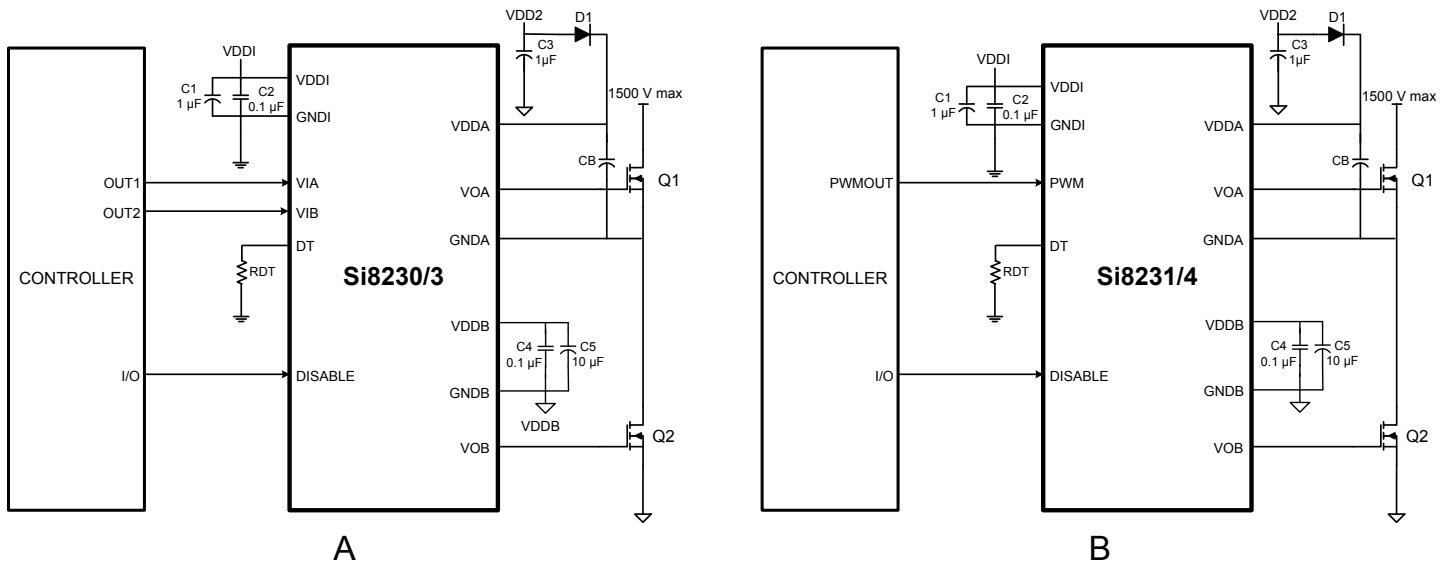 VDD2
D1
C3
1µF
VDDI
C1
1 µF
C2
0.1 µF
VDDI
GNDI
1500 V max
VDDA
CB
OUT1
VIA
VOA
Q1
OUT2
VIB
DT
GNDA
RDT
CONTROLLER
Si8230/3
VDDB
C4
0.1 µF
C5
10 µF
I/O
DISABLE
GNDB
VDDB
VOB
Q2
A
VDD2
D1
C3
1µF
VDDI
C1
1 µF
C2
0.1 µF
VDDI
GNDI
1500 V max
VDDA
CB
PWMOUT
PWM
VOA
Q1
DT
GNDA
RDT
CONTROLLER
Si8231/4
VDDB
C4
0.1 µF
C5
10 µF
I/O
DISABLE
GNDB
VOB
Q2
B